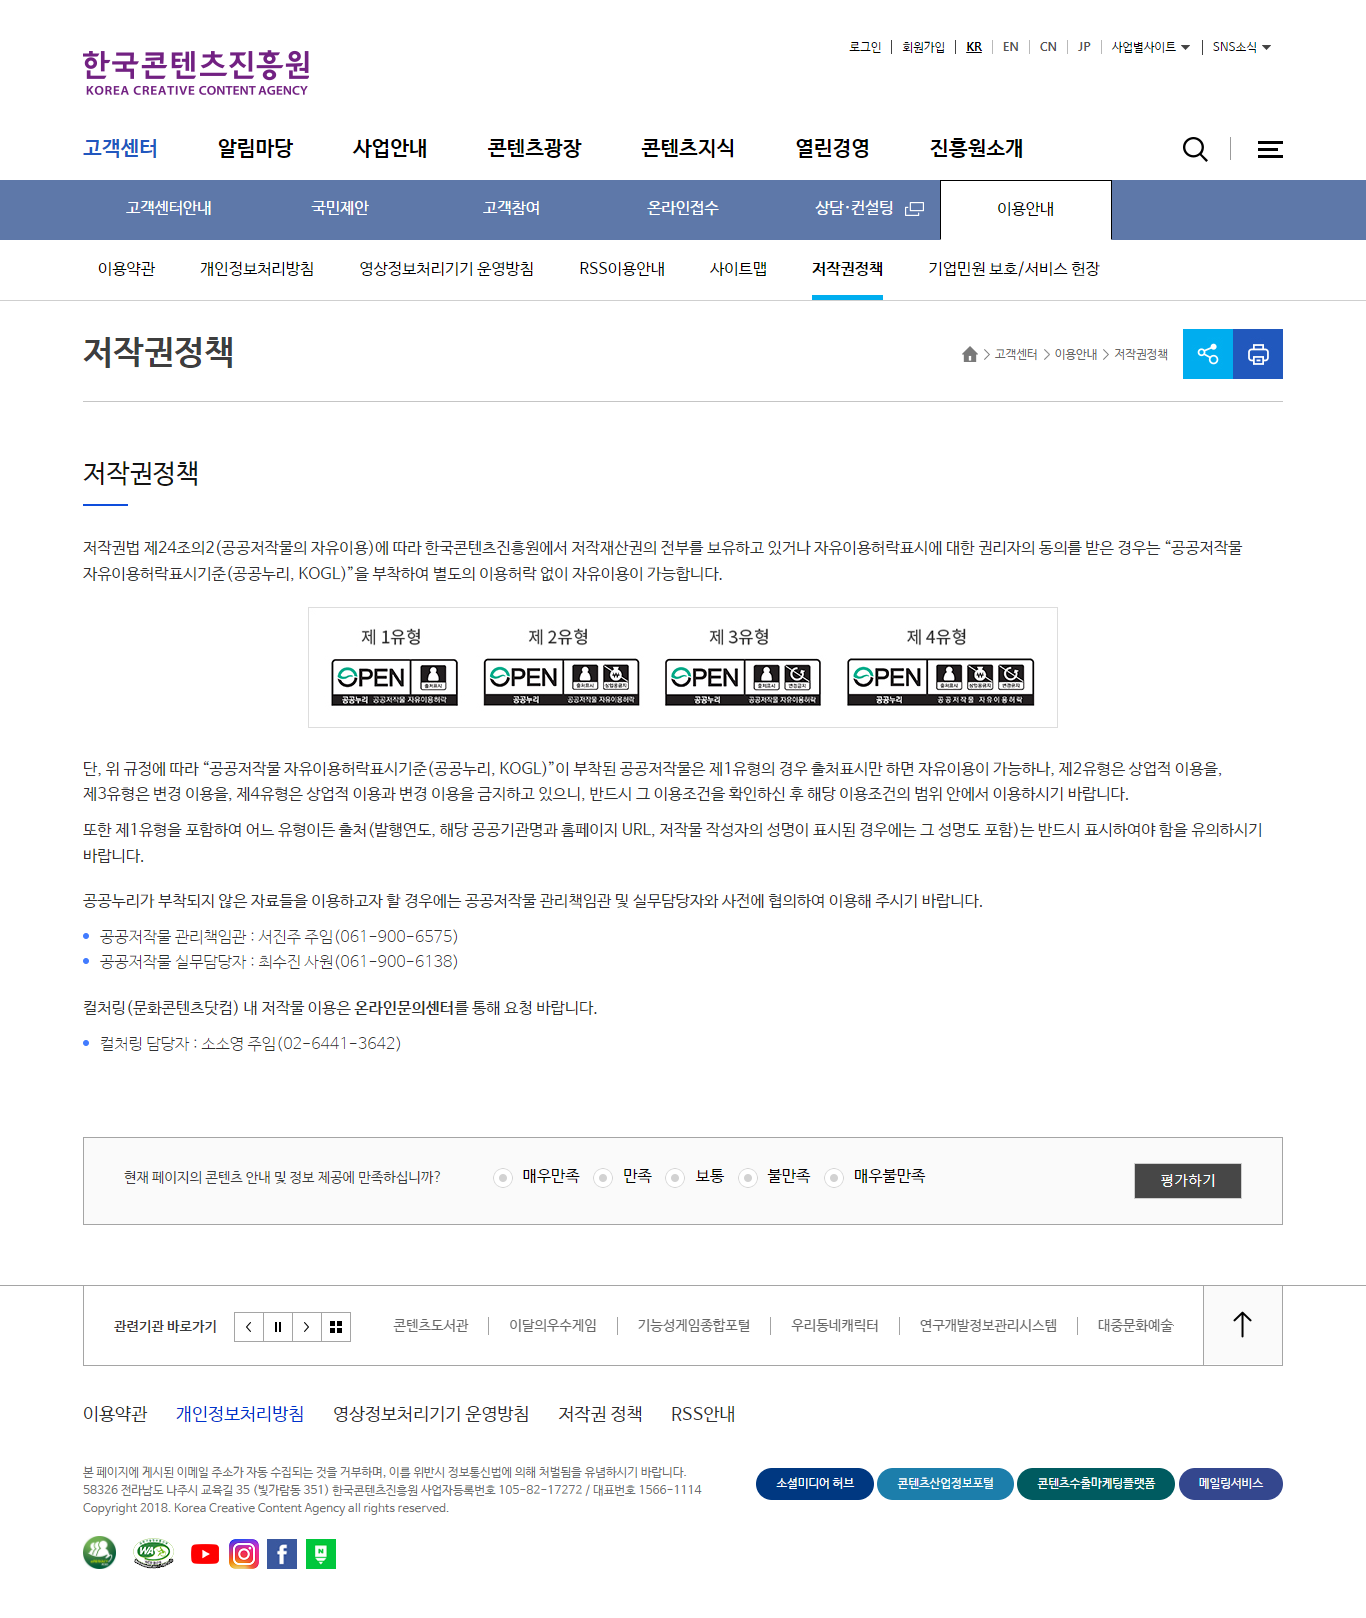 로그인 회원가입 KR EN CN JP 사업별사이트 SNS소식
한국콘텐츠진흥원
KOREA CREATIVE CONTENT AGENCY
고객센터 알림마당 사업안내 콘텐츠광장 콘텐츠지식 열린경영 진흥원소개
고객센터안내 국민제안 고객참여 온라인접수 상담·컨설팅 이용안내
이용약관 개인정보처리방침 영상정보처리기기 운영방침 RSS이용안내 사이트맵 저작권정책 기업민원 보호/서비스 헌장
저작권정책
> 고객센터 > 이용안내 > 저작권정책
저작권정책
저작권법 제24조의2(공공저작물의 자유이용)에 따라 한국콘텐츠진흥원에서 저작재산권의 전부를 보유하고 있거나 자유이용허락표시에 대한 권리자의 동의를 받은 경우는 “공공저작물
자유이용허락표시기준(공공누리, KOGL)”을 부착하여 별도의 이용허락 없이 자유이용이 가능합니다.
제 1유형 제 2유형 제 3유형 제 4유형
OPEN 출처표시 OPEN 출처표시 상업용금지 OPEN 출처표시 변경금지 OPEN 출처표시 상업용금지 변경금지
공공누리 공공저작물 자유이용허락 공공누리 공공저작물 자유이용허락 공공누리 공공저작물 자유이용허락 공공누리 공공저작물 자유이용허락
단, 위 규정에 따라 “공공저작물 자유이용허락표시기준(공공누리, KOGL)”이 부착된 공공저작물은 제1유형의 경우 출처표시만 하면 자유이용이 가능하나, 제2유형은 상업적 이용을,
제3유형은 변경 이용을, 제4유형은 상업적 이용과 변경 이용을 금지하고 있으니, 반드시 그 이용조건을 확인하신 후 해당 이용조건의 범위 안에서 이용하시기 바랍니다.
또한 제1유형을 포함하여 어느 유형이든 출처(발행연도, 해당 공공기관명과 홈페이지 URL, 저작물 작성자의 성명이 표시된 경우에는 그 성명도 포함)는 반드시 표시하여야 함을 유의하시기
바랍니다.
공공누리가 부착되지 않은 자료들을 이용하고자 할 경우에는 공공저작물 관리책임관 및 실무담당자와 사전에 협의하여 이용해 주시기 바랍니다.
공공저작물 관리책임관 : 서진주 주임(061-900-6575)
공공저작물 실무담당자 : 최수진 사원(061-900-6138)
컬처링(문화콘텐츠닷컴) 내 저작물 이용은 온라인문의센터를 통해 요청 바랍니다.
컬처링 담당자 : 소소영 주임(02-6441-3642)
현재 페이지의 콘텐츠 안내 및 정보 제공에 만족하십니까? 매우만족 만족 보통 불만족 매우불만족 평가하기
관련기관 바로가기 콘텐츠도서관 이달의우수게임 기능성게임종합포털 우리동네캐릭터 연구개발정보관리시스템 대중문화예술
이용약관 개인정보처리방침 영상정보처리기기 운영방침 저작권 정책 RSS안내
본 페이지에 게시된 이메일 주소가 자동 수집되는 것을 거부하며, 이를 위반시 정보통신법에 의해 처벌됨을 유념하시기 바랍니다.
58326 전라남도 나주시 교육길 35 (빛가람동 351) 한국콘텐츠진흥원 사업자등록번호 105-82-17272 / 대표번호 1566-1114
Copyright 2018. Korea Creative Content Agency all rights reserved.
소셜미디어 허브 콘텐츠산업정보포털 콘텐츠수출마케팅플랫폼 메일링서비스
WA